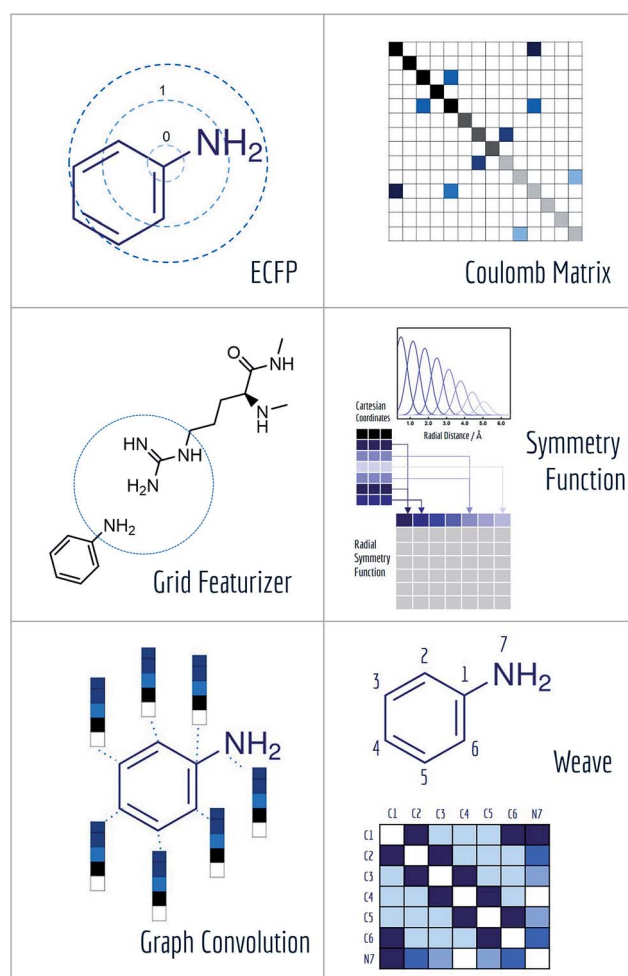 1
0
NH2
ECFP
Coulomb Matrix
O
NH
N
H
HN
N
H
H2N
NH2
Grid Featurizer
Cartesian
Coordinates
1.0 2.0 3.0 4.0 5.0 6.0
Radial Distance / Å
Symmetry
Function
Radial
Symmetry
Function
NH2
Graph Convolution
7
2
1
NH2
3
4
6
5
Weave
C1 C2 C3 C4 C5 C6 N7
C1
C2
C3
C4
C5
C6
N7